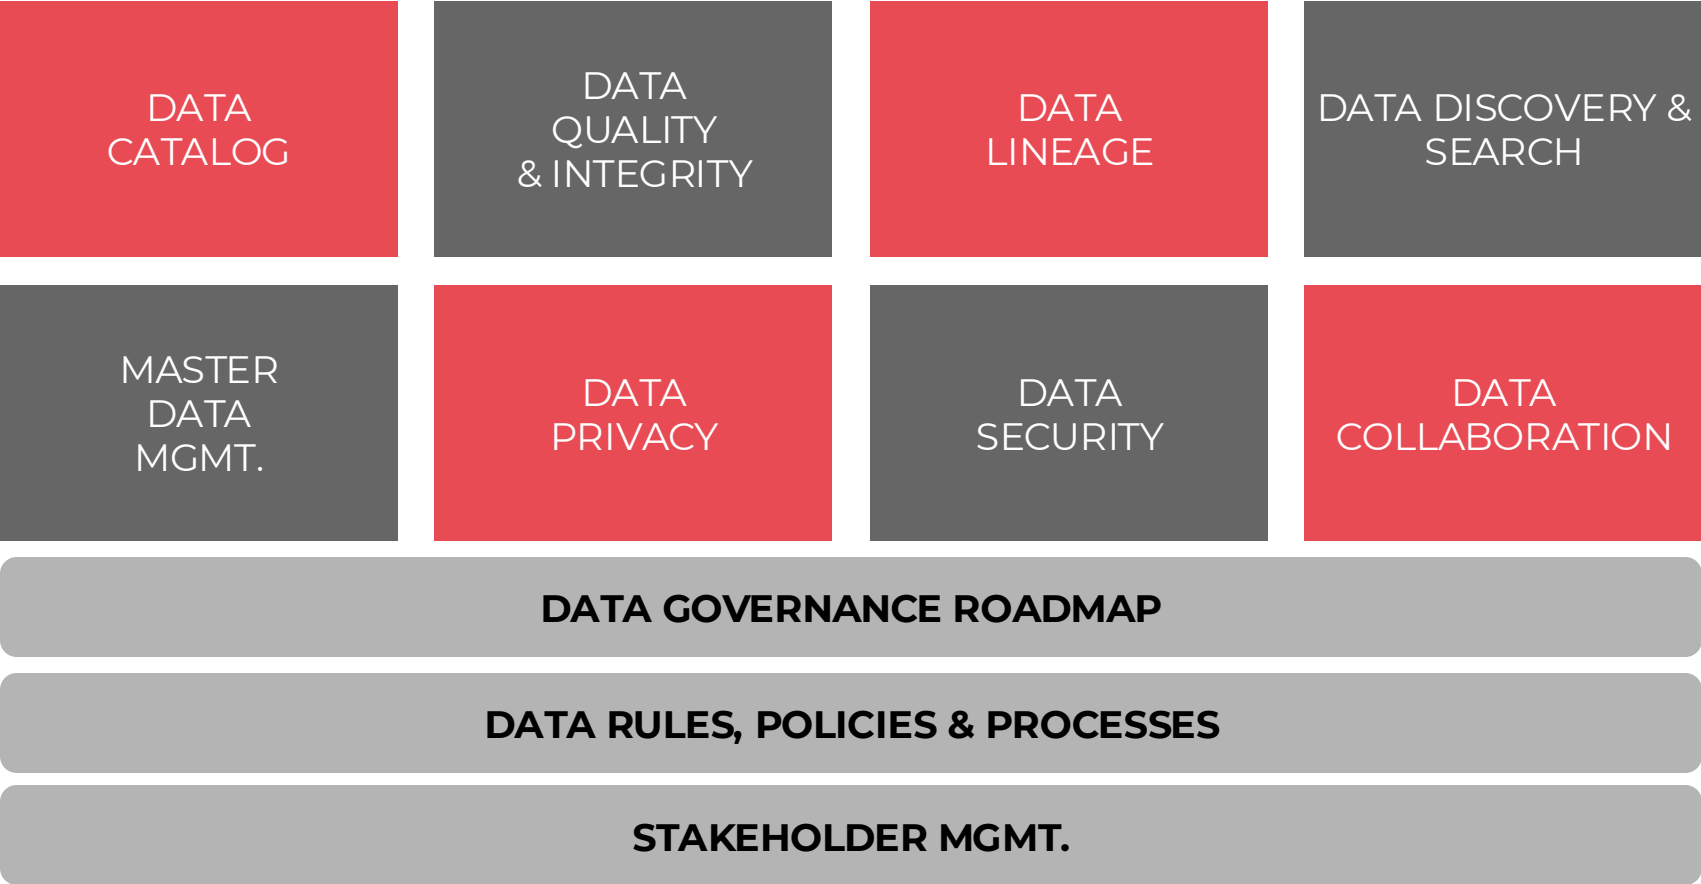 DATA
CATALOG
DATA
QUALITY
& INTEGRITY
DATA
LINEAGE
DATA DISCOVERY &
SEARCH
MASTER
DATA
MGMT.
DATA
PRIVACY
DATA
SECURITY
DATA
COLLABORATION
DATA GOVERNANCE ROADMAP
DATA RULES, POLICIES & PROCESSES
STAKEHOLDER MGMT.